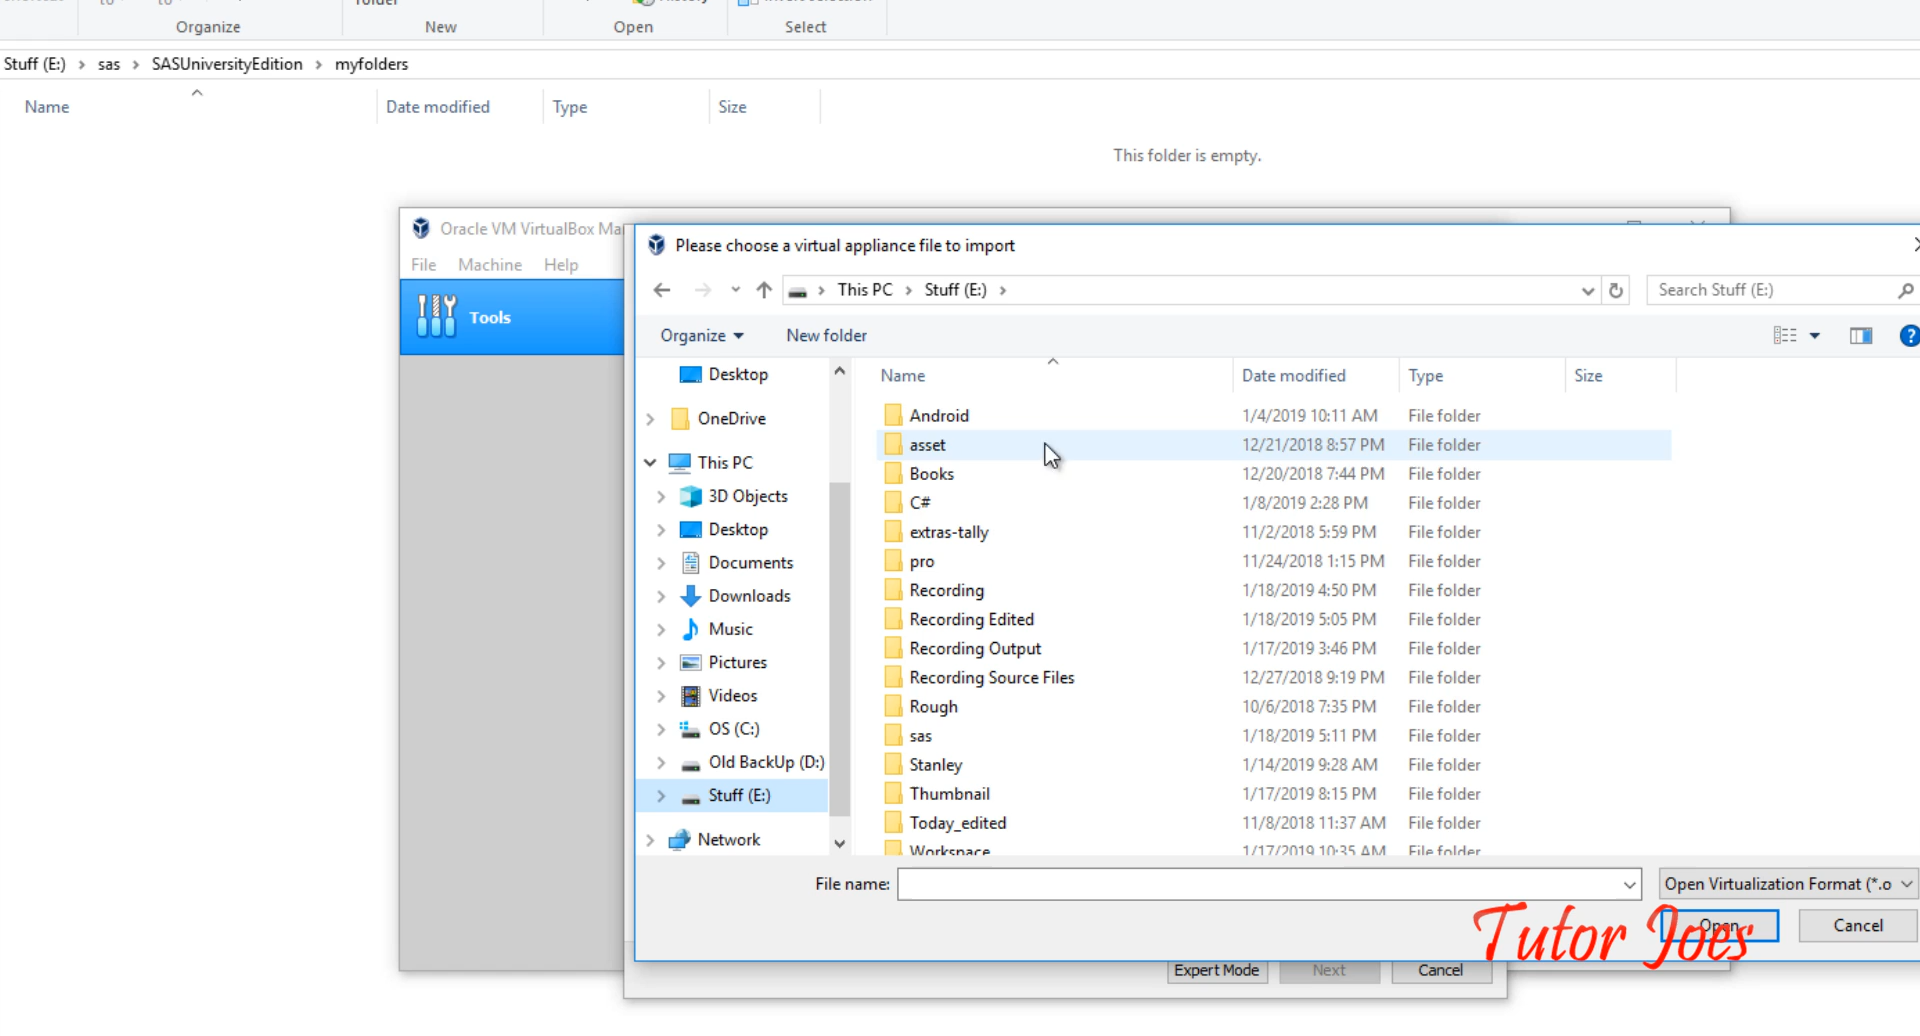 Organize
New
Open
Select
Stuff (E:) > sas > SASUniversityEdition > myfolders
Name Date modified Type Size
This folder is empty.
Oracle VM VirtualBox
File Machine Help
Tools
Please choose a virtual appliance file to import
This PC > Stuff (E:) >
Search Stuff (E:)
Organize New folder
Desktop
OneDrive
This PC
3D Objects
Desktop
Documents
Downloads
Music
Pictures
Videos
OS (C:)
Old BackUp (D:)
Stuff (E:)
Network
Name Date modified Type Size
Android 1/4/2019 10:11 AM File folder
asset 12/21/2018 8:57 PM File folder
Books 12/20/2018 7:44 PM File folder
C# 1/8/2019 2:28 PM File folder
extras-tally 11/2/2018 5:59 PM File folder
pro 11/24/2018 1:15 PM File folder
Recording 1/18/2019 4:50 PM File folder
Recording Edited 1/18/2019 5:05 PM File folder
Recording Output 1/17/2019 3:46 PM File folder
Recording Source Files 12/27/2018 9:19 PM File folder
Rough 10/6/2018 7:35 PM File folder
sas 1/18/2019 5:11 PM File folder
Stanley 1/14/2019 9:28 AM File folder
Thumbnail 1/17/2019 8:15 PM File folder
Today_edited 11/8/2018 11:37 AM File folder
Workspace 1/17/2019 10:35 AM File folder
File name:
Open Virtualization Format (*.o
Open Cancel
Tutor Joes
Expert Mode Next Cancel